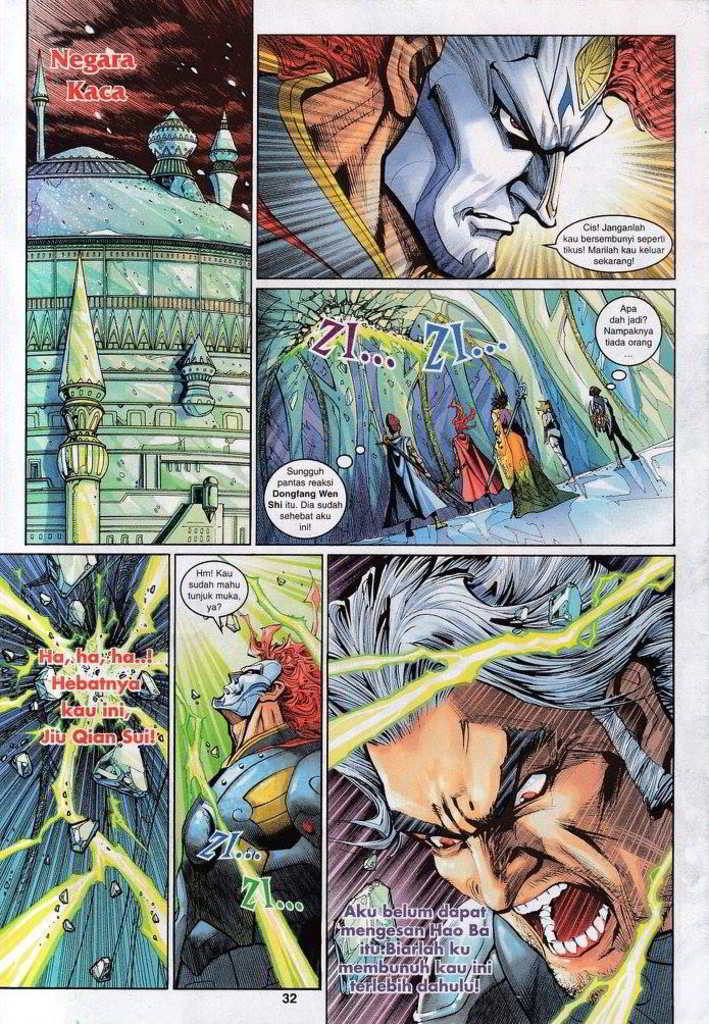 Negara
Kaca
Cis! Janganlah
kau bersembunyi seperti
tikus! Marilah kau keluar
sekarang!
ZI... ZI...
Apa
dah jadi?
Nampaknya
tiada orang
...
Sungguh
pantas reaksi
Dongfang Wen
Shi itu. Dia sudah
sehebat aku
ini!
Ha, ha, ha..!
Hebatnya
kau ini,
Jiu Qian Sui!
Hm! Kau
sudah mahu
tunjuk muka,
ya?
ZI...
ZI...
Aku belum dapat
mengesan Hao Ba
itu.Biarlah ku
membunuh kau ini
terlebih dahulu!
32